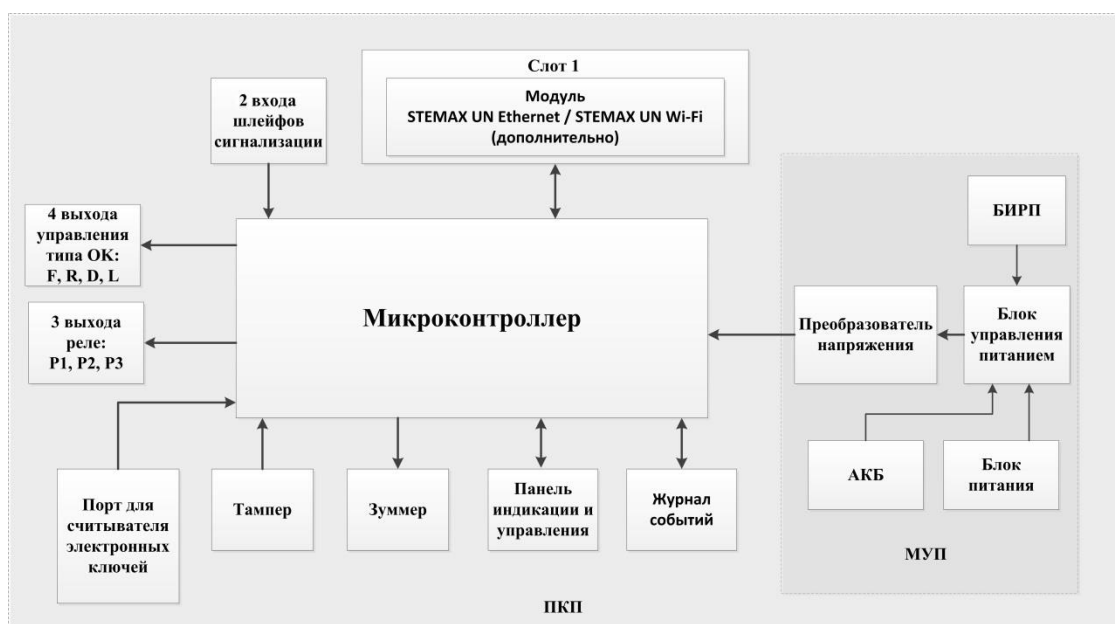 Слот 1
Модуль
STEMAX UN Ethernet / STEMAX UN Wi-Fi
(дополнительно)
2 входа
шлейфов
сигнализации
4 выхода
управления
типа ОК:
F, R, D, L
3 выхода
реле:
P1, P2, P3
Микроконтроллер
БИРП
Преобразователь
напряжения
Блок
управления
питанием
АКБ
Блок
питания
МУП
Порт для
считывателя
электронных
ключей
Тампер
Зуммер
Панель
индикации и
управления
Журнал
событий
ПКП